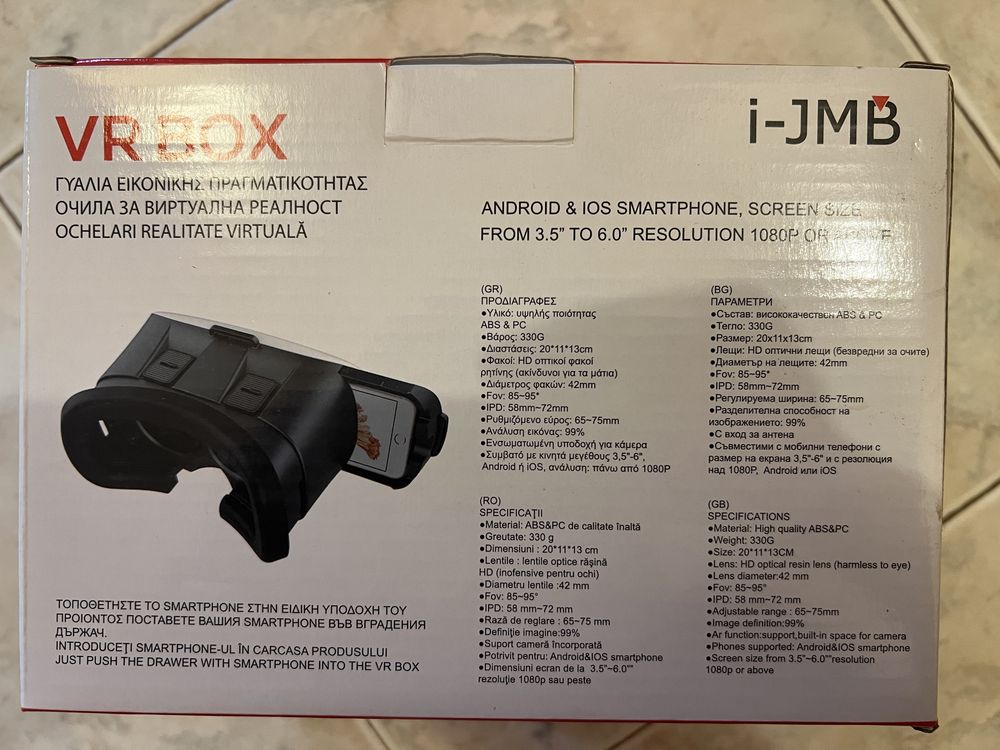 VR BOX
i-JMB
ΓΥΑΛΙΑ ΕΙΚΟΝΙΚΗΣ ΠΡΑΓΜΑΤΙΚΟΤΗΤΑΣ
ОЧИЛА ЗА ВИРТУАЛНА РЕАЛНОСТ
OCHELARI REALITATE VIRTUALĂ
ANDROID & IOS SMARTPHONE, SCREEN SIZE
FROM 3.5” TO 6.0” RESOLUTION 1080P OR ABOVE
(GR)
ΠΡΟΔΙΑΓΡΑΦΕΣ
●Υλικό: υψηλής ποιότητας
ABS & PC
●Βάρος: 330G
●Διαστάσεις: 20*11*13cm
●Φακοί: HD οπτικοί φακοί
ρητίνης (ακίνδυνοι για τα μάτια)
●Διάμετρος φακών: 42mm
●Fov: 85~95*
●IPD: 58mm~72mm
●Ρυθμιζόμενο εύρος: 65~75mm
●Ανάλυση εικόνας: 99%
●Ενσωματωμένη υποδοχή για κάμερα
●Συμβατό με κινητά μεγέθους 3,5"-6",
Android ή iOS, ανάλυση: πάνω από 1080P
(BG)
ПАРАМЕТРИ
●Състав: висококачествен ABS & PC
●Тегло: 330G
●Размер: 20x11x13cm
●Лещи: HD оптични лещи (безвредни за очите)
●Диаметър на лещите: 42mm
●Fov: 85~95*
●IPD: 58mm~72mm
●Регулируема ширина: 65~75mm
●Разделителна способност на
изображението: 99%
●С вход за антена
●Съвместими с мобилни телефони с
размер на екрана 3,5"-6" и с резолюция
над 1080P, Android или iOS
(RO)
SPECIFICAŢII
●Material: ABS&PC de calitate înaltă
●Greutate: 330 g
●Dimensiuni : 20*11*13 cm
●Lentile : lentile optice rășină
HD (inofensive pentru ochi)
●Diametru lentile :42 mm
●Fov: 85~95°
●IPD: 58 mm~72 mm
●Rază de reglare : 65~75 mm
●Definiție imagine:99%
●Suport cameră încorporată
●Potrivit pentru: Android&IOS smartphone
●Dimensiuni ecran de la 3.5”~6.0””
rezoluţie 1080p sau peste
(GB)
SPECIFICATIONS
●Material: High quality ABS&PC
●Weight: 330G
●Size: 20*11*13CM
●Lens: HD optical resin lens (harmless to eye)
●Lens diameter:42 mm
●Fov: 85~95°
●IPD: 58 mm~72 mm
●Adjustable range : 65~75mm
●Image definition:99%
●Ar function:support,built-in space for camera
●Phones supported: Android&IOS smartphone
●Screen size from 3.5”~6.0””resolution
1080p or above
ΤΟΠΟΘΕΤΗΣΤΕ ΤΟ SMARTPHONE ΣΤΗΝ ΕΙΔΙΚΗ ΥΠΟΔΟΧΗ ΤΟΥ
ΠΡΟΙΟΝΤΟΣ ПОСТАВЕТЕ ВАШИЯ SMARTPHONE ВЪВ ВГРАДЕНИЯ
ДЪРЖАЧ.
INTRODUCEŢI SMARTPHONE-UL ÎN CARCASA PRODUSULUI
JUST PUSH THE DRAWER WITH SMARTPHONE INTO THE VR BOX